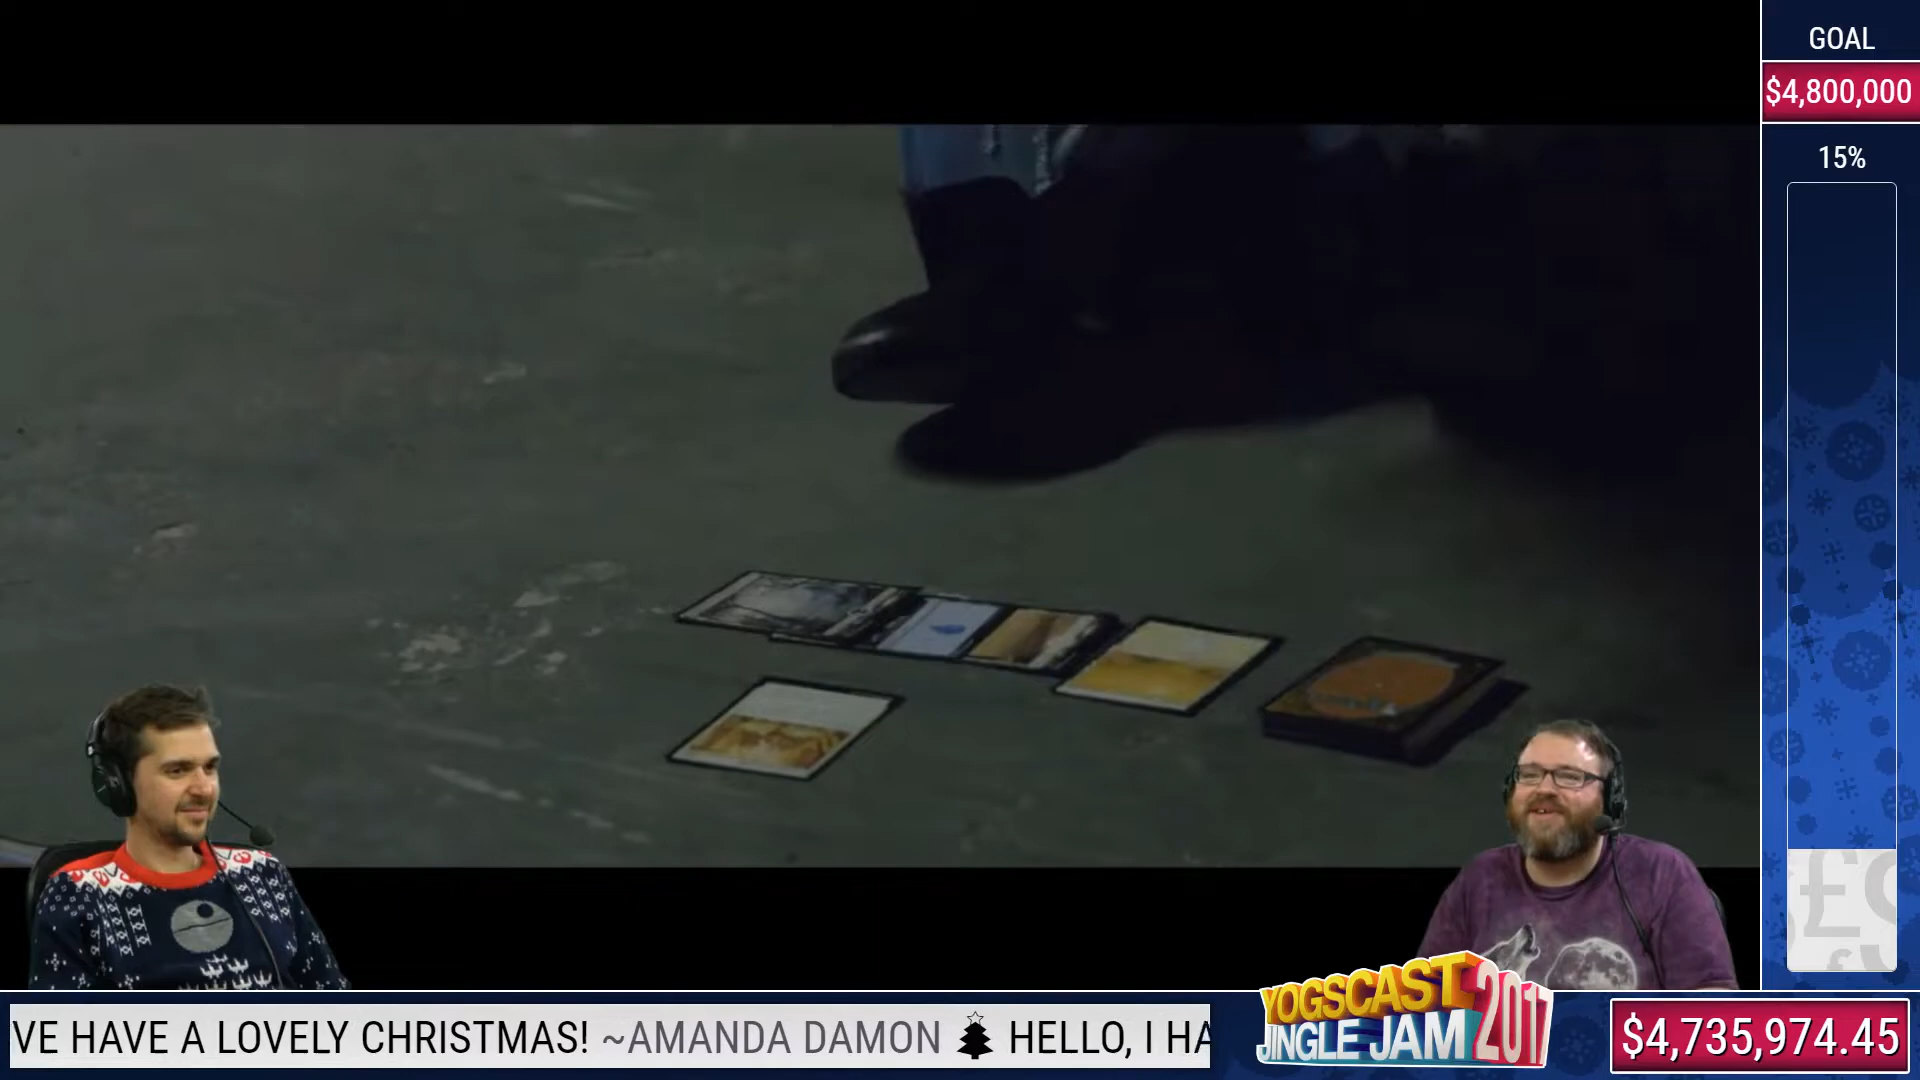 GOAL
$4,800,000
15%
VE HAVE A LOVELY CHRISTMAS! ~AMANDA DAMON HELLO, I HA
YOGSCAST
JINGLE JAM 2017
$4,735,974.45
£